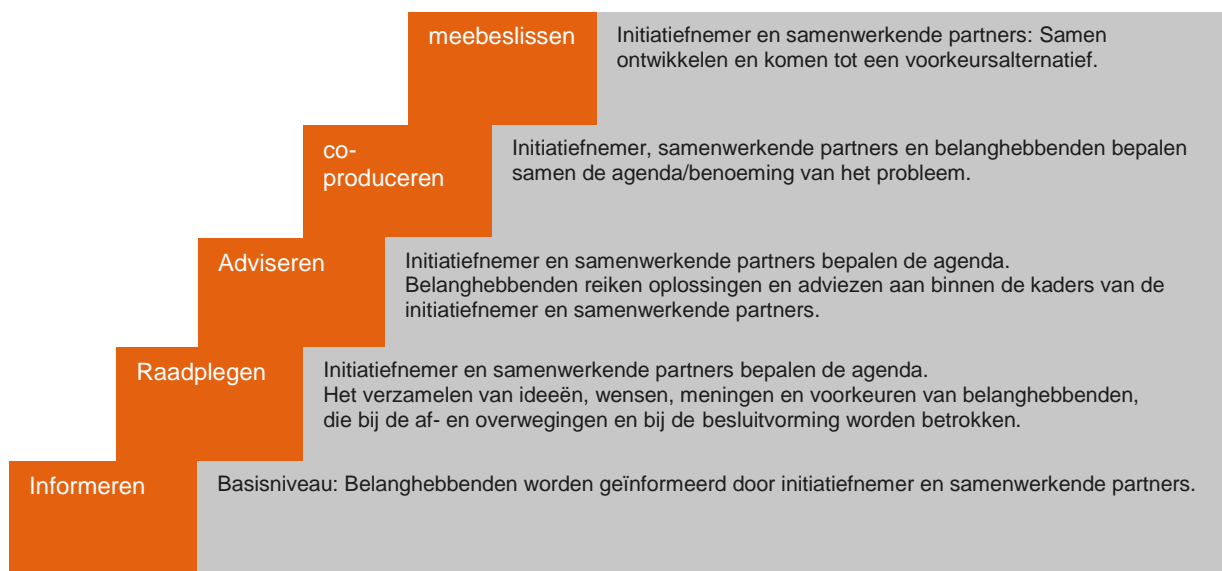 meebeslissen
Initiatiefnemer en samenwerkende partners: Samen
ontwikkelen en komen tot een voorkeursalternatief.
co-
produceren
Initiatiefnemer, samenwerkende partners en belanghebbenden bepalen
samen de agenda/benoeming van het probleem.
Adviseren
Initiatiefnemer en samenwerkende partners bepalen de agenda.
Belanghebbenden reiken oplossingen en adviezen aan binnen de kaders van de
initiatiefnemer en samenwerkende partners.
Raadplegen
Initiatiefnemer en samenwerkende partners bepalen de agenda.
Het verzamelen van ideeën, wensen, meningen en voorkeuren van belanghebbenden,
die bij de af- en overwegingen en bij de besluitvorming worden betrokken.
Informeren
Basisniveau: Belanghebbenden worden geïnformeerd door initiatiefnemer en samenwerkende partners.